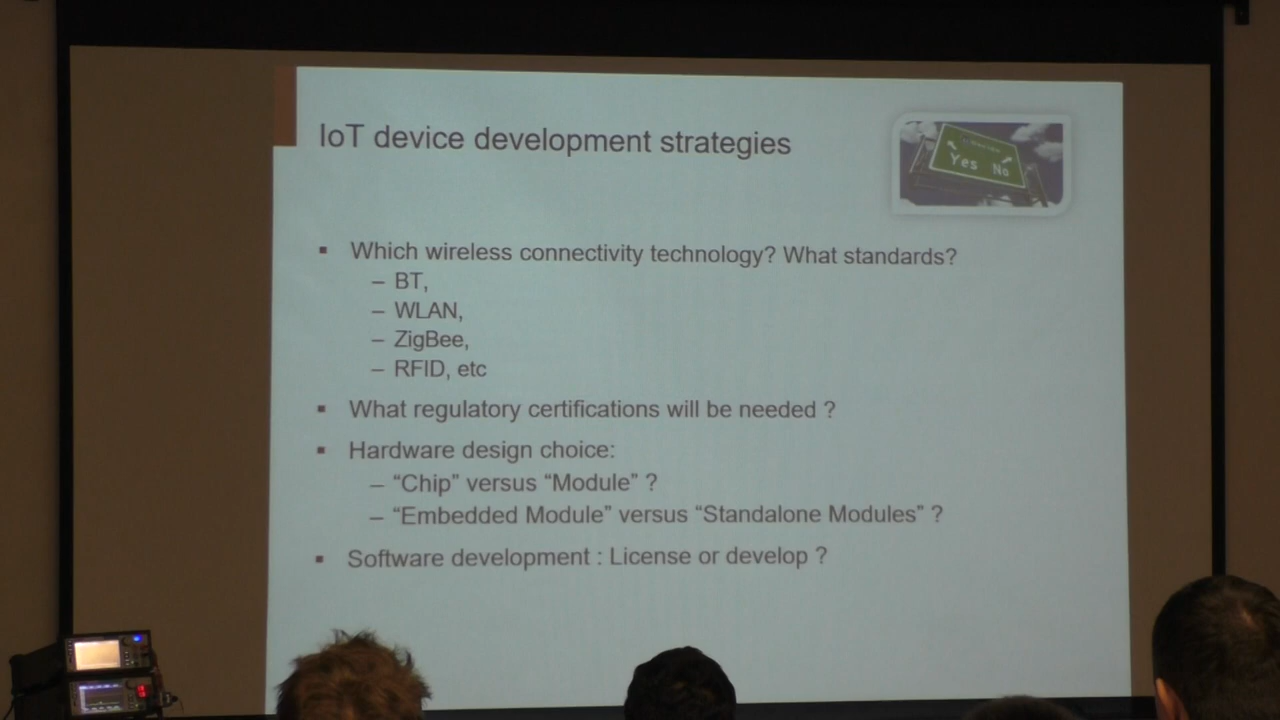 IoT device development strategies
Yes No
▪ Which wireless connectivity technology? What standards?
– BT,
– WLAN,
– ZigBee,
– RFID, etc
▪ What regulatory certifications will be needed ?
▪ Hardware design choice:
– “Chip” versus “Module” ?
– “Embedded Module” versus “Standalone Modules” ?
▪ Software development : License or develop ?